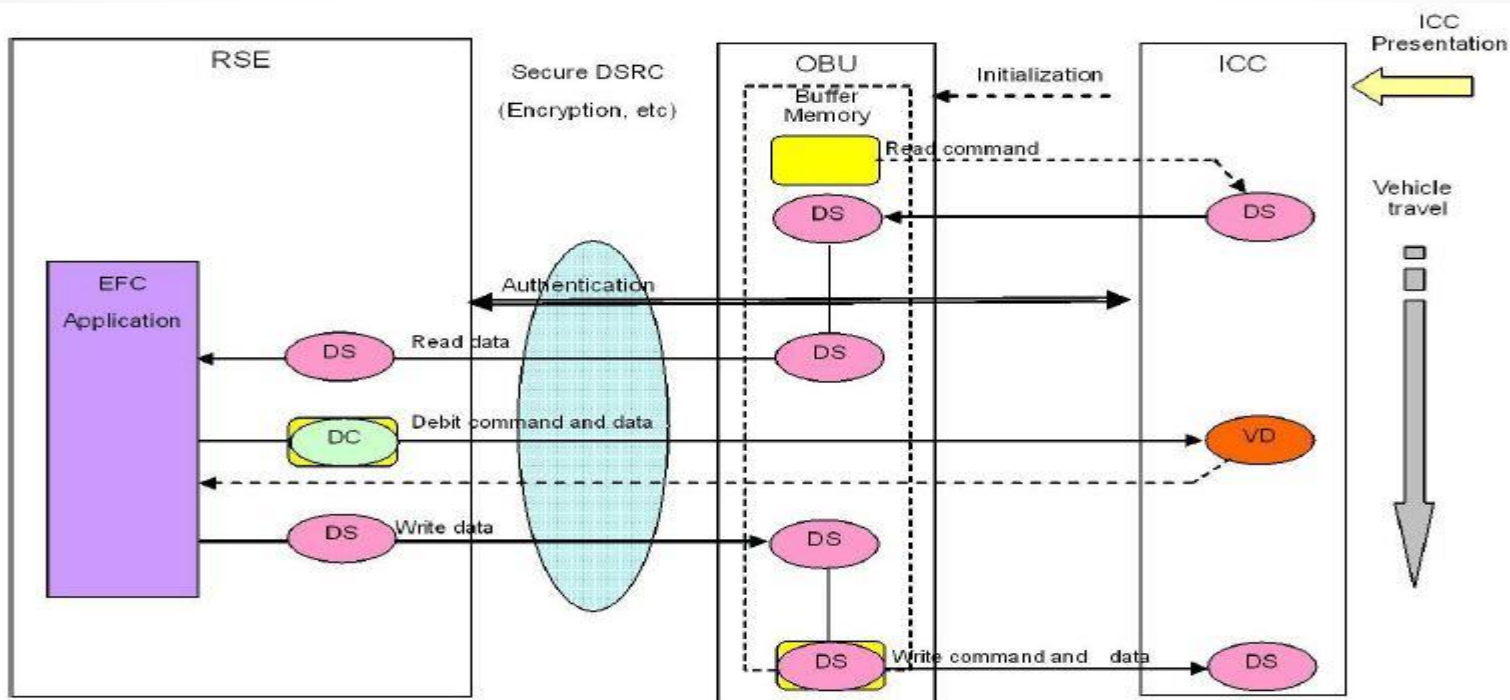 ICC
Presentation
RSE
OBU
ICC
Secure DSRC
(Encryption, etc)
Initialization
Buffer
Memory
Read command
Vehicle
travel
DS
DS
EFC
Application
Authentication
DS
Read data
DS
DC
Debit command and data
VD
DS
Write data
DS
DS
Write command and data
DS